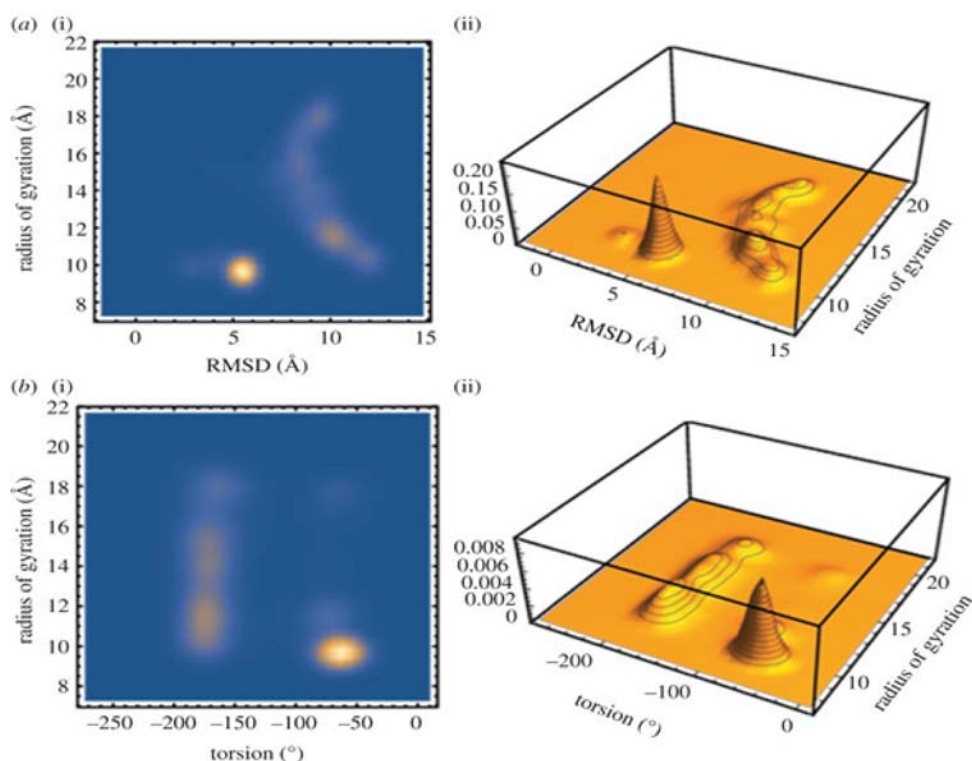 (a) (i)
22
20
18
16
14
12
10
8
radius of gyration (Å)
0 5 10 15
RMSD (Å)
(ii)
0.20
0.15
0.10
0.05
0
0
5
10
15
RMSD (Å)
10
15
20
radius of gyration
(b) (i)
22
20
18
16
14
12
10
8
radius of gyration (Å)
−250 −200 −150 −100 −50 0
torsion (°)
(ii)
0.008
0.006
0.004
0.002
0
−200
−100
0
torsion (°)
10
15
20
radius of gyration